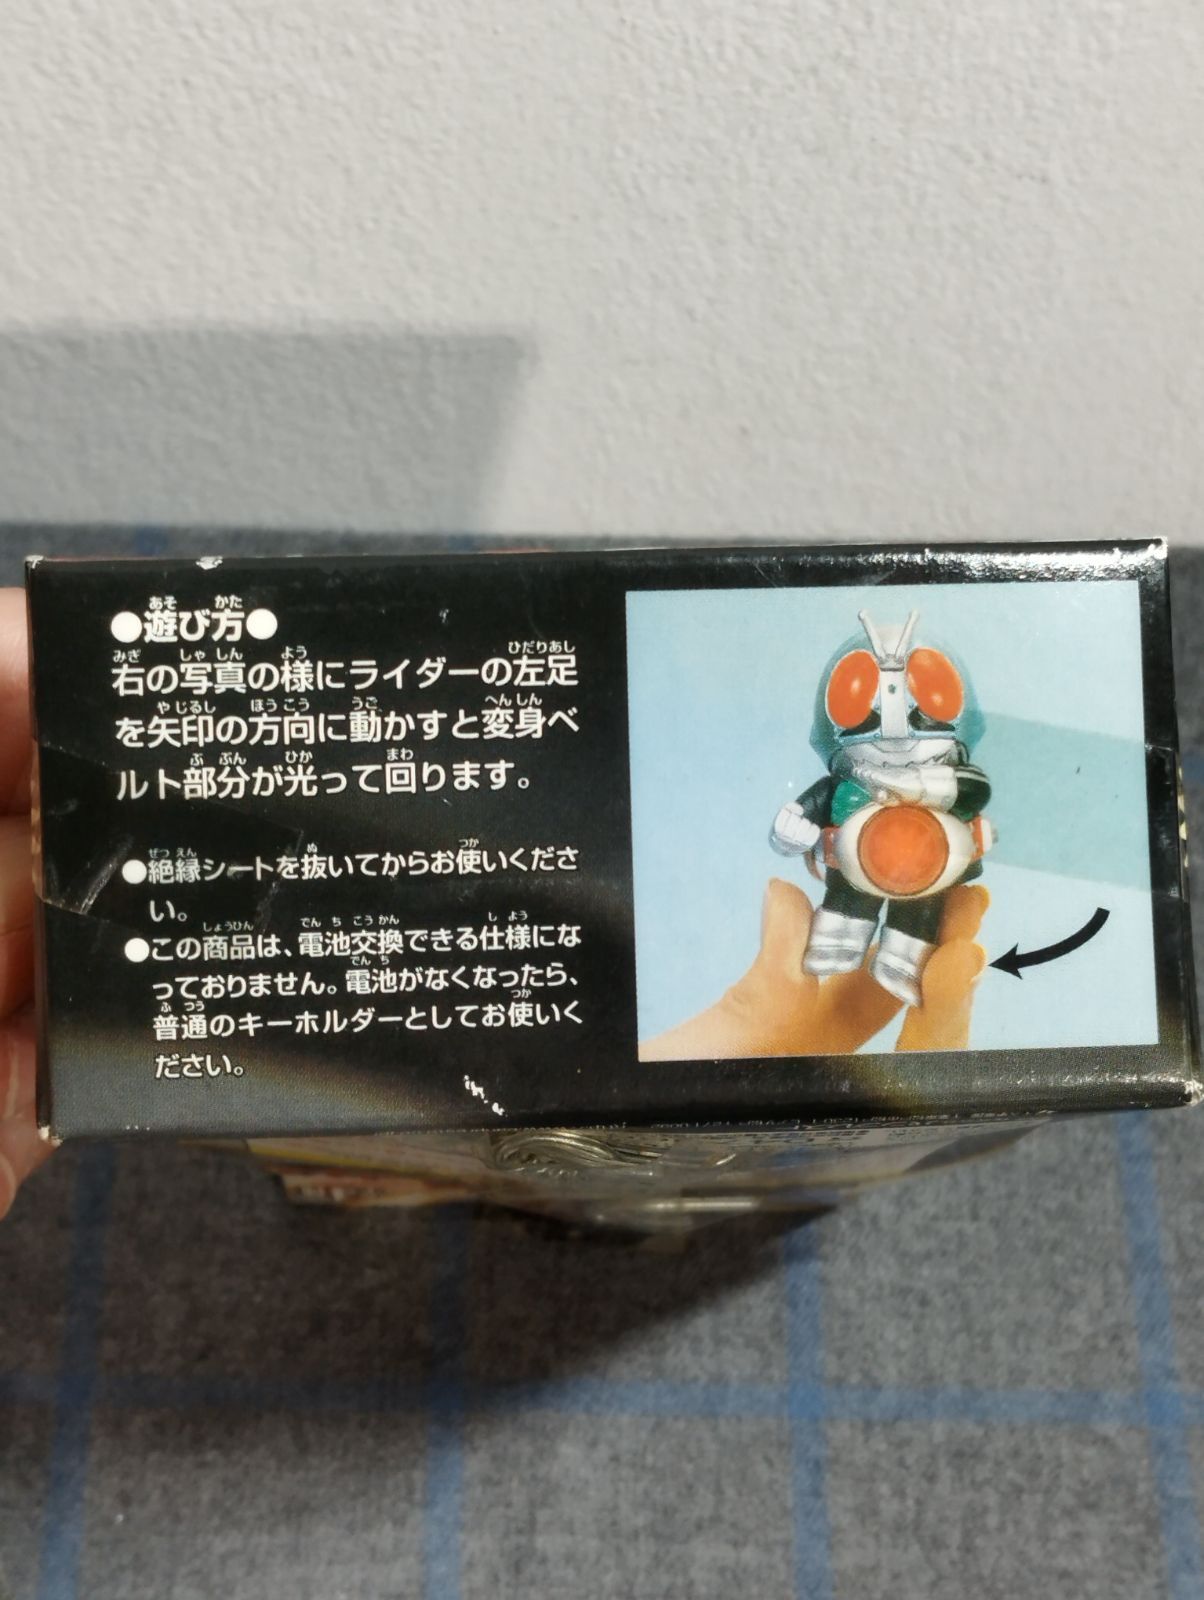 ●遊び方●
右の写真の様にライダーの左足
を矢印の方向に動かすと変身ベ
ルト部分が光って回ります。
●絶縁シートを抜いてからお使いくださ
い。
●この商品は、電池交換できる仕様にな
っておりません。電池がなくなったら、
普通のキーホルダーとしてお使いく
ださい。